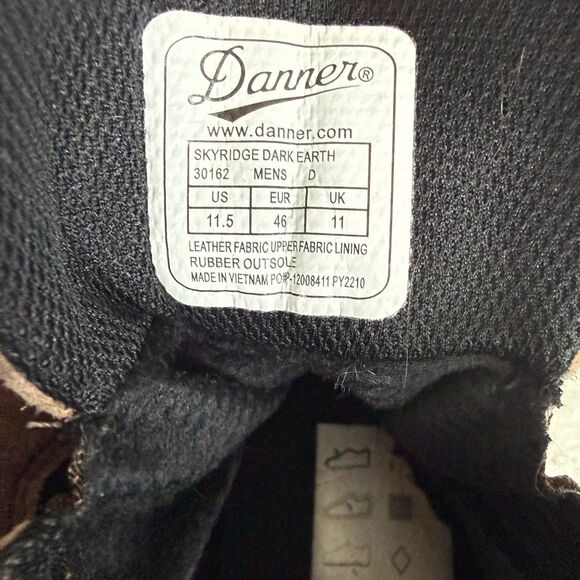 Danner®
www.danner.com
SKYRIDGE DARK EARTH
30162 MENS D
US EUR UK
11.5 46 11
LEATHER FABRIC UPPER FABRIC LINING
RUBBER OUTSOLE
MADE IN VIETNAM PO#P-12008411 PY2210